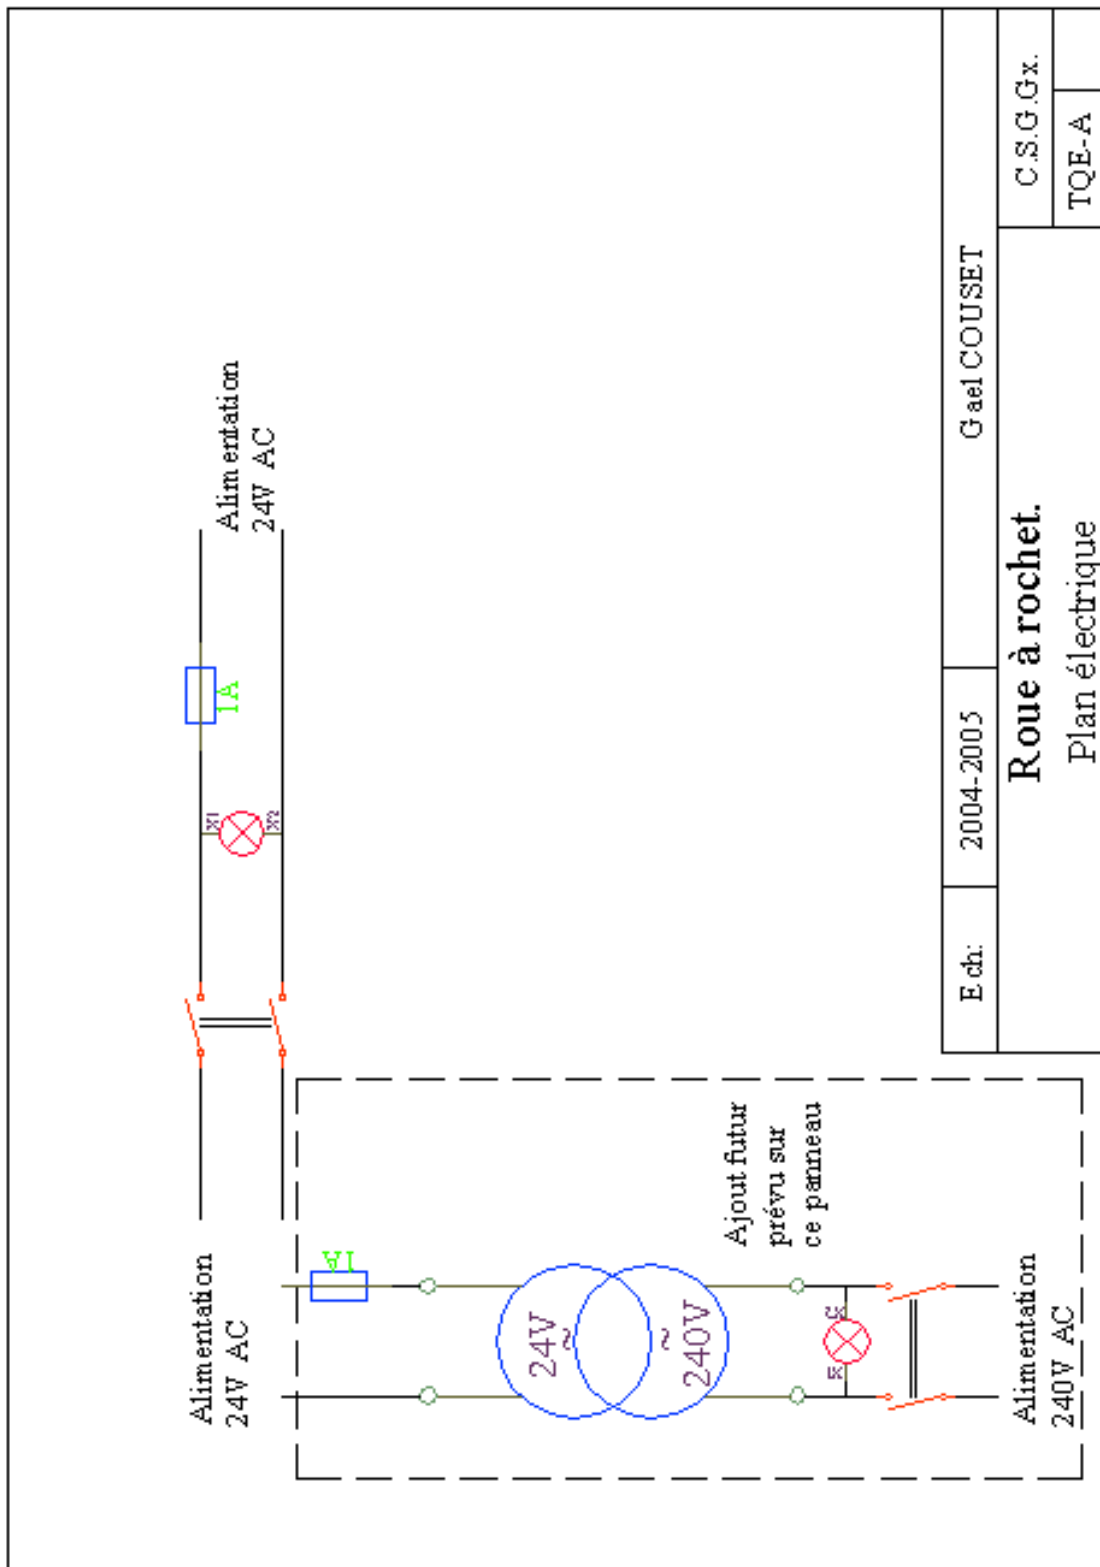 Alimentation
24V AC
1A
X1
X2
Alimentation
24V AC
1A
24V
~
~
240V
X1
X2
Ajout futur
prévu sur
ce panneau
Alimentation
240V AC
Ech:
2004-2005
Gael COUSET
Roue à rochet.
Plan électrique
C.S.G.Gx.
TQE-A